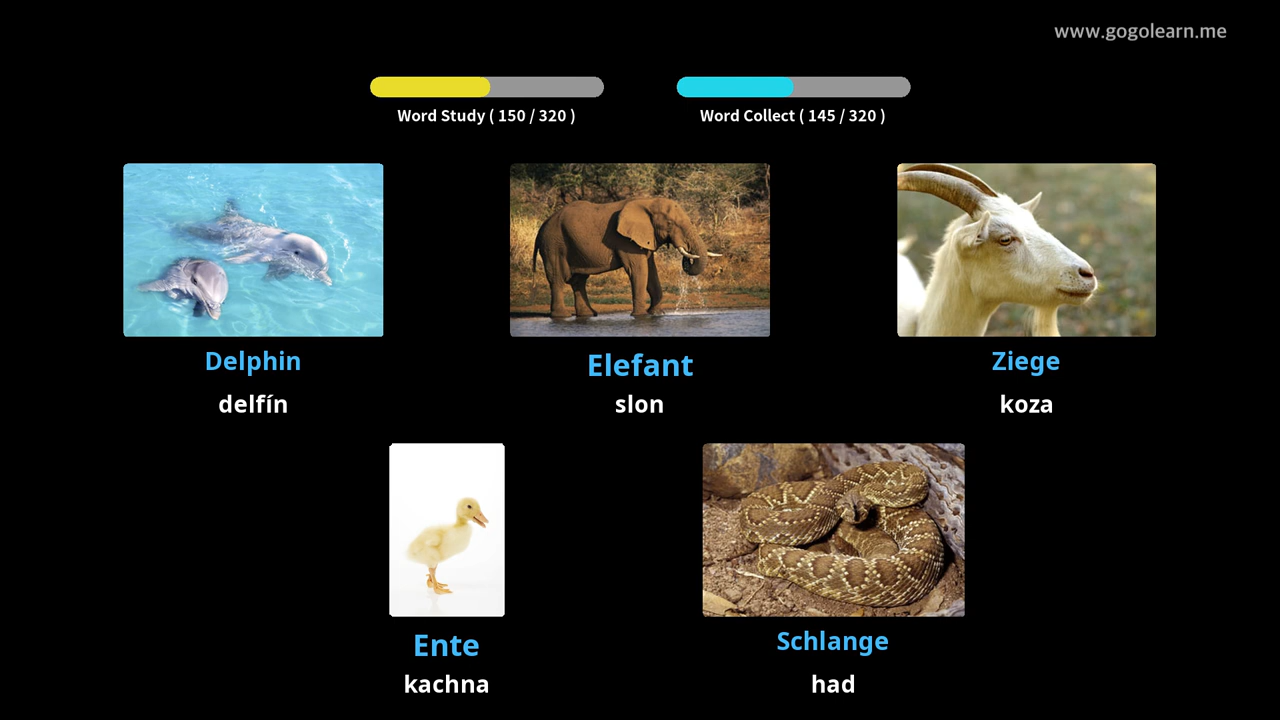 www.gogolearn.me
Word Study ( 150 / 320 )
Word Collect ( 145 / 320 )
Delphin
delfín
Elefant
slon
Ziege
koza
Ente
kachna
Schlange
had